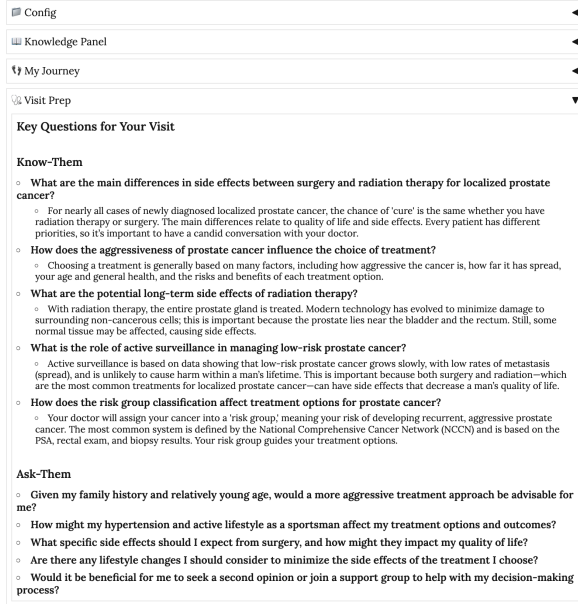 Config
Knowledge Panel
My Journey
Visit Prep
Key Questions for Your Visit
Know-Them
What are the main differences in side effects between surgery and radiation therapy for localized prostate
cancer?
For nearly all cases of newly diagnosed localized prostate cancer, the chance of 'cure' is the same whether you have
radiation therapy or surgery. The main differences relate to quality of life and side effects. Every patient has different
priorities, so it's important to have a candid conversation with your doctor.
How does the aggressiveness of prostate cancer influence the choice of treatment?
Choosing a treatment is generally based on many factors, including how aggressive the cancer is, how far it has spread,
your age and general health, and the risks and benefits of each treatment option.
What are the potential long-term side effects of radiation therapy?
With radiation therapy, the entire prostate gland is treated. Modern technology has evolved to minimize damage to
surrounding non-cancerous cells; this is important because the prostate lies near the bladder and the rectum. Still, some
normal tissue may be affected, causing side effects.
What is the role of active surveillance in managing low-risk prostate cancer?
Active surveillance is based on data showing that low-risk prostate cancer grows slowly, with low rates of metastasis
(spread), and is unlikely to cause harm within a man's lifetime. This is important because both surgery and radiation—which
are the most common treatments for localized prostate cancer—can have side effects that decrease a man's quality of life.
How does the risk group classification affect treatment options for prostate cancer?
Your doctor will assign your cancer into a 'risk group,' meaning your risk of developing recurrent, aggressive prostate
cancer. The most common system is defined by the National Comprehensive Cancer Network (NCCN) and is based on the
PSA, rectal exam, and biopsy results. Your risk group guides your treatment options.
Ask-Them
Given my family history and relatively young age, would a more aggressive treatment approach be advisable for
me?
How might my hypertension and active lifestyle as a sportsman affect my treatment options and outcomes?
What specific side effects should I expect from surgery, and how might they impact my quality of life?
Are there any lifestyle changes I should consider to minimize the side effects of the treatment I choose?
Would it be beneficial for me to seek a second opinion or join a support group to help with my decision-making
process?